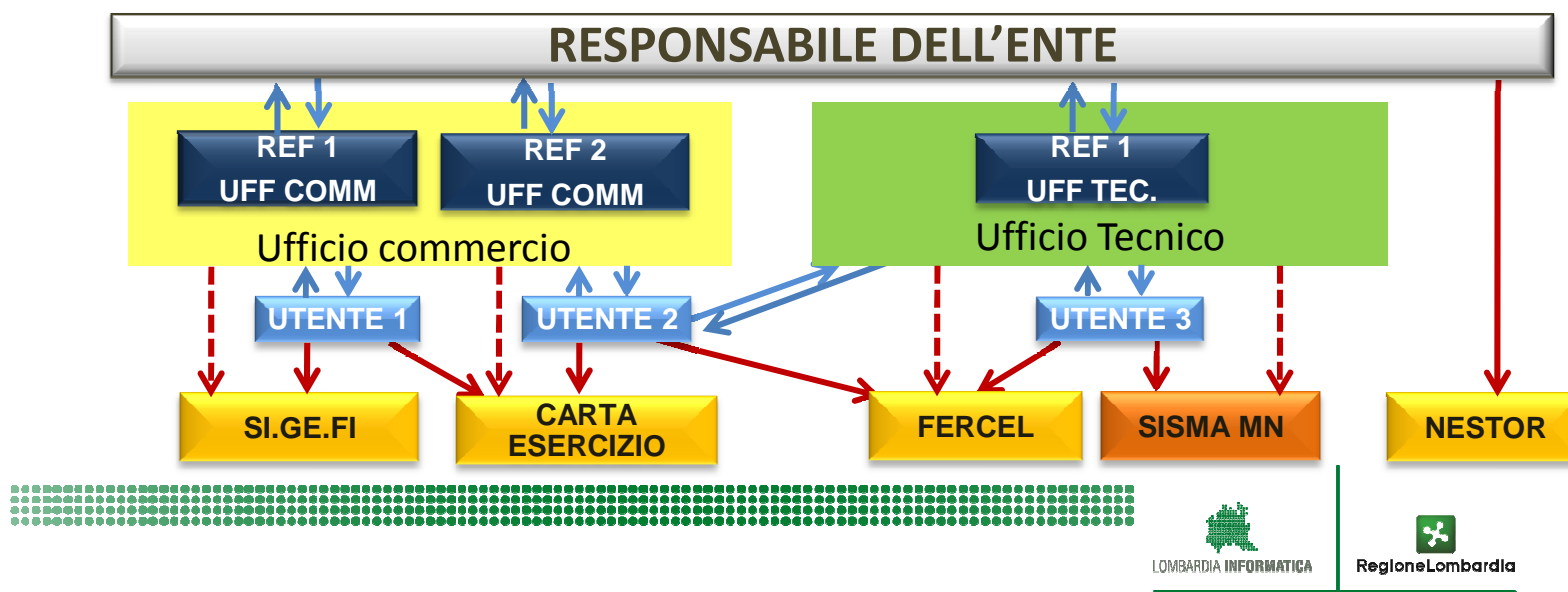 RESPONSABILE DELL’ENTE
REF 1
UFF COMM
REF 2
UFF COMM
REF 1
UFF TEC.
Ufficio commercio
Ufficio Tecnico
UTENTE 1
UTENTE 2
UTENTE 3
SI.GE.FI
CARTA
ESERCIZIO
FERCEL
SISMA MN
NESTOR
LOMBARDIA INFORMATICA
RegioneLombardia